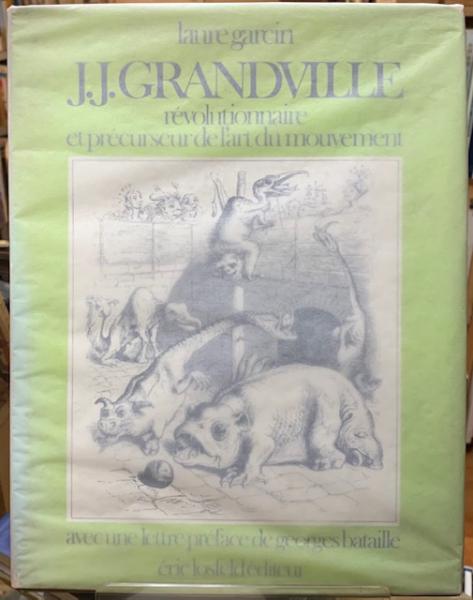 laure garcin
J.J. GRANDVILLE
révolutionnaire
et précurseur de l'art du mouvement
avec une lettre préface de georges bataille
éric losfeld éditeur